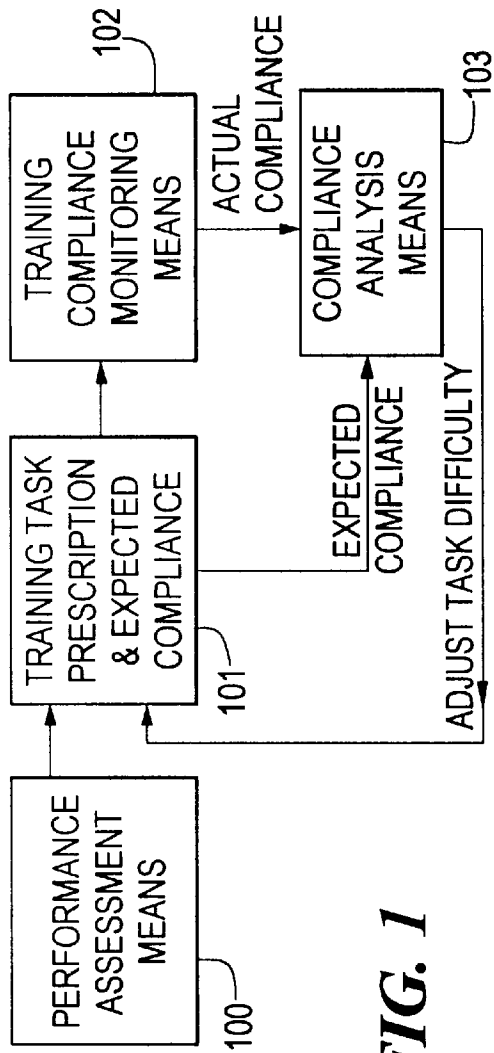 PERFORMANCE
ASSESSMENT
MEANS
100
TRAINING TASK
PRESCRIPTION
& EXPECTED
COMPLIANCE
101
TRAINING
COMPLIANCE
MONITORING
MEANS
102
ACTUAL
COMPLIANCE
EXPECTED
COMPLIANCE
COMPLIANCE
ANALYSIS
MEANS
103
ADJUST TASK DIFFICULTY
FIG. 1